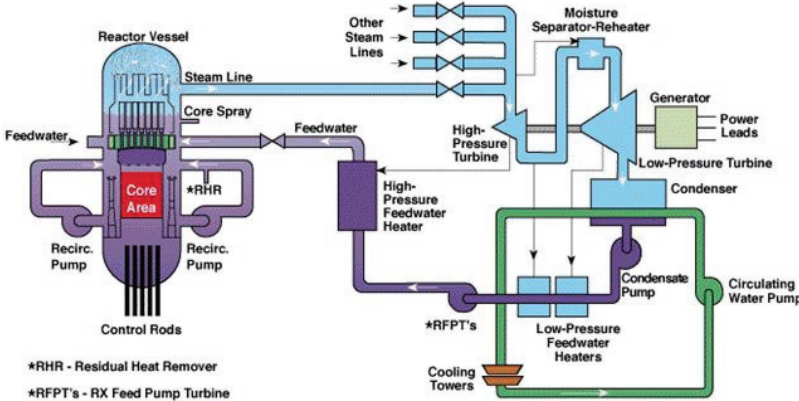 Reactor Vessel
Steam Line
Core Spray
Feedwater
Other
Steam
Lines
Moisture
Separator-Reheater
Generator
Power
Leads
High-
Pressure
Turbine
Low-Pressure Turbine
Feedwater
*RHR
Core
Area
High-
Pressure
Feedwater
Heater
Condenser
Recirc.
Pump
Recirc.
Pump
Condensate
Pump
Circulating
Water Pump
Control Rods
*RFPT's
Low-Pressure
Feedwater
Heaters
Cooling
Towers
*RHR - Residual Heat Remover
*RFPT's - RX Feed Pump Turbine